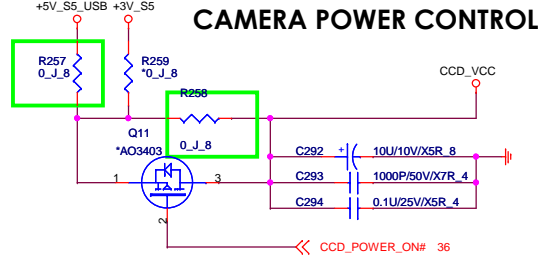 +5V_S5_USB +3V_S5
CAMERA POWER CONTROL
R257
0_J_8
R259
*0_J_8
R258
0_J_8
CCD_VCC
Q11
*AO3403
1
3
2
C292
+
10U/10V/X5R_8
C293
1000P/50V/X7R_4
C294
0.1U/25V/X5R_4
CCD_POWER_ON# 36